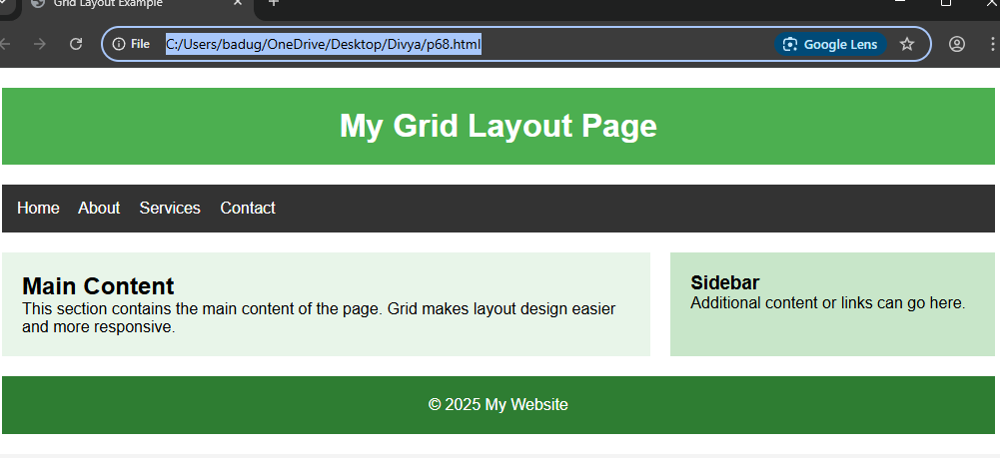 Grid Layout Example
File C:/Users/badug/OneDrive/Desktop/Divya/p68.html Google Lens
My Grid Layout Page
Home About Services Contact
Main Content
This section contains the main content of the page. Grid makes layout design easier
and more responsive.
Sidebar
Additional content or links can go here.
© 2025 My Website